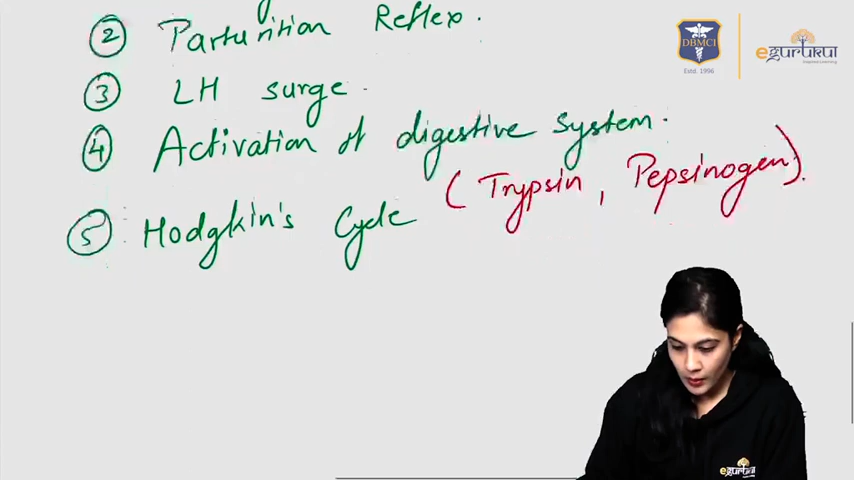 ② Parturition Reflex.
③ LH surge.
④ Activation of digestive system.
(Trypsin, Pepsinogen).
⑤ Hodgkin's Cycle
DBMCI
Estd. 1996
egurukul
egurukul